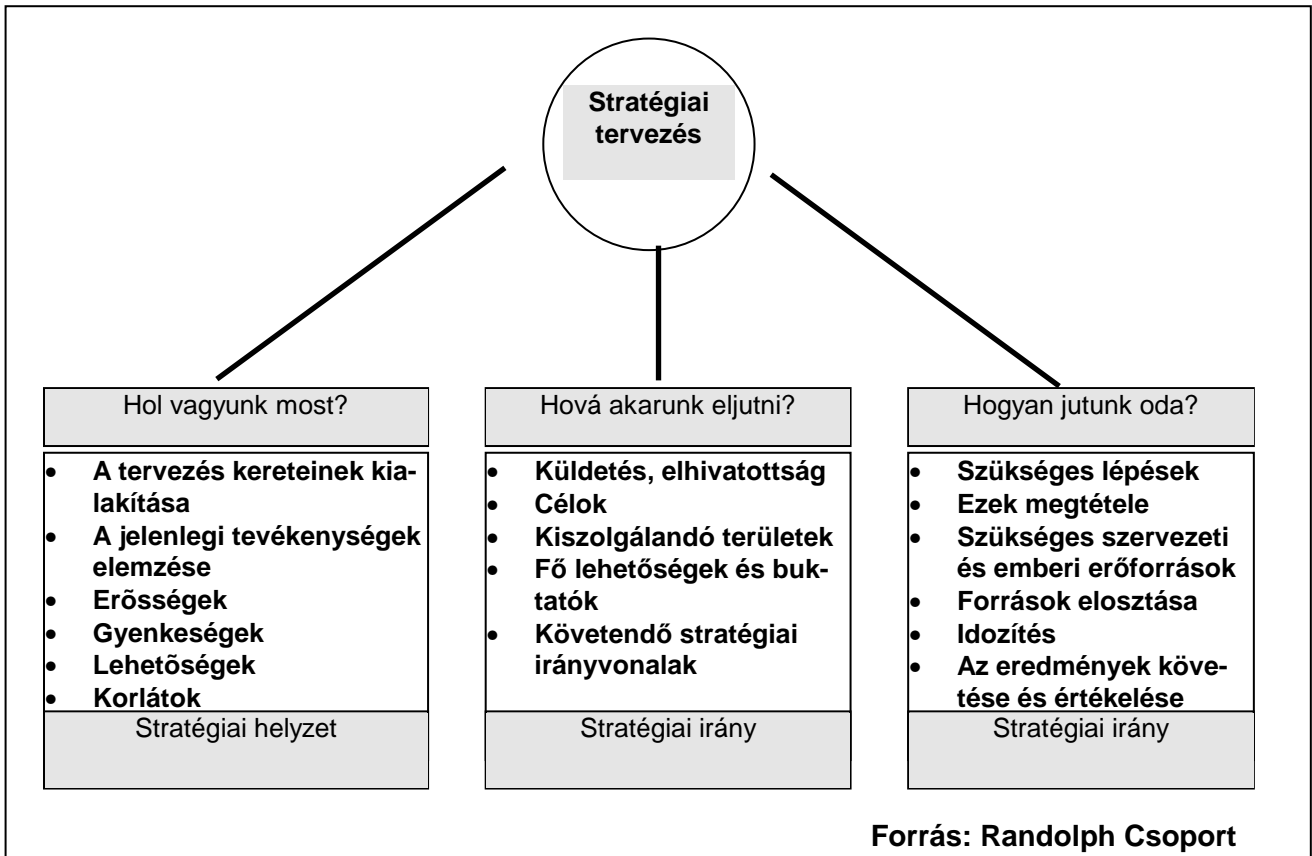 Stratégiai
tervezés
Hol vagyunk most?
• A tervezés kereteinek kia-
lakítása
• A jelenlegi tevékenységek
elemzése
• Erõsségek
• Gyenkeségek
• Lehetõségek
• Korlátok
Stratégiai helyzet
Hová akarunk eljutni?
• Küldetés, elhivatottság
• Célok
• Kiszolgálandó területek
• Fő lehetőségek és buk-
tatók
• Követendő stratégiai
irányvonalak
Stratégiai irány
Hogyan jutunk oda?
• Szükséges lépések
• Ezek megtétele
• Szükséges szervezeti
és emberi erőforrások
• Források elosztása
• Idozítés
• Az eredmények köve-
tése és értékelése
Stratégiai irány
Forrás: Randolph Csoport